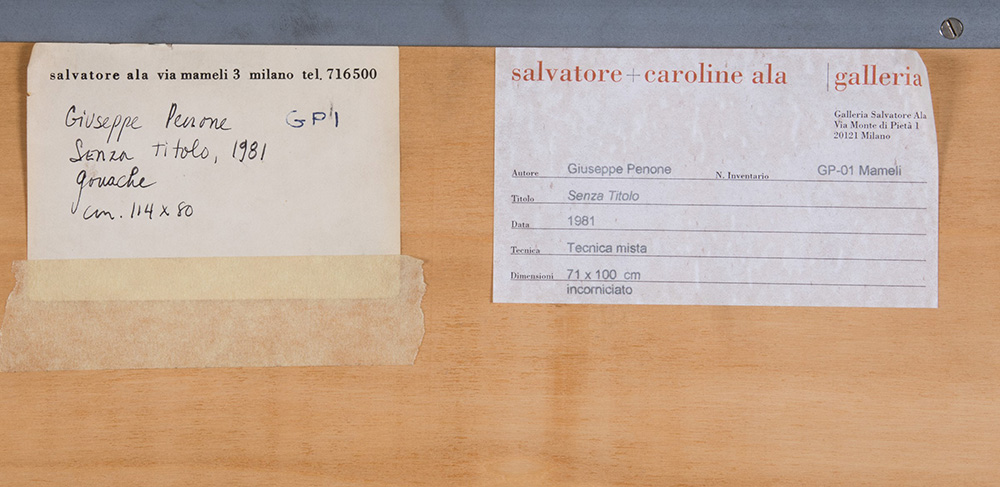 salvatore ala via mameli 3 milano tel. 716500
Giuseppe Penone GP1
Senza titolo, 1981
gouache
cm. 114 x 80
salvatore+caroline ala |galleria
Galleria Salvatore Ala
Via Monte di Pietà 1
20121 Milano
Autore Giuseppe Penone N. Inventario GP-01 Mameli
Titolo Senza Titolo
Data 1981
Tecnica Tecnica mista
Dimensioni 71 x 100 cm
incorniciato